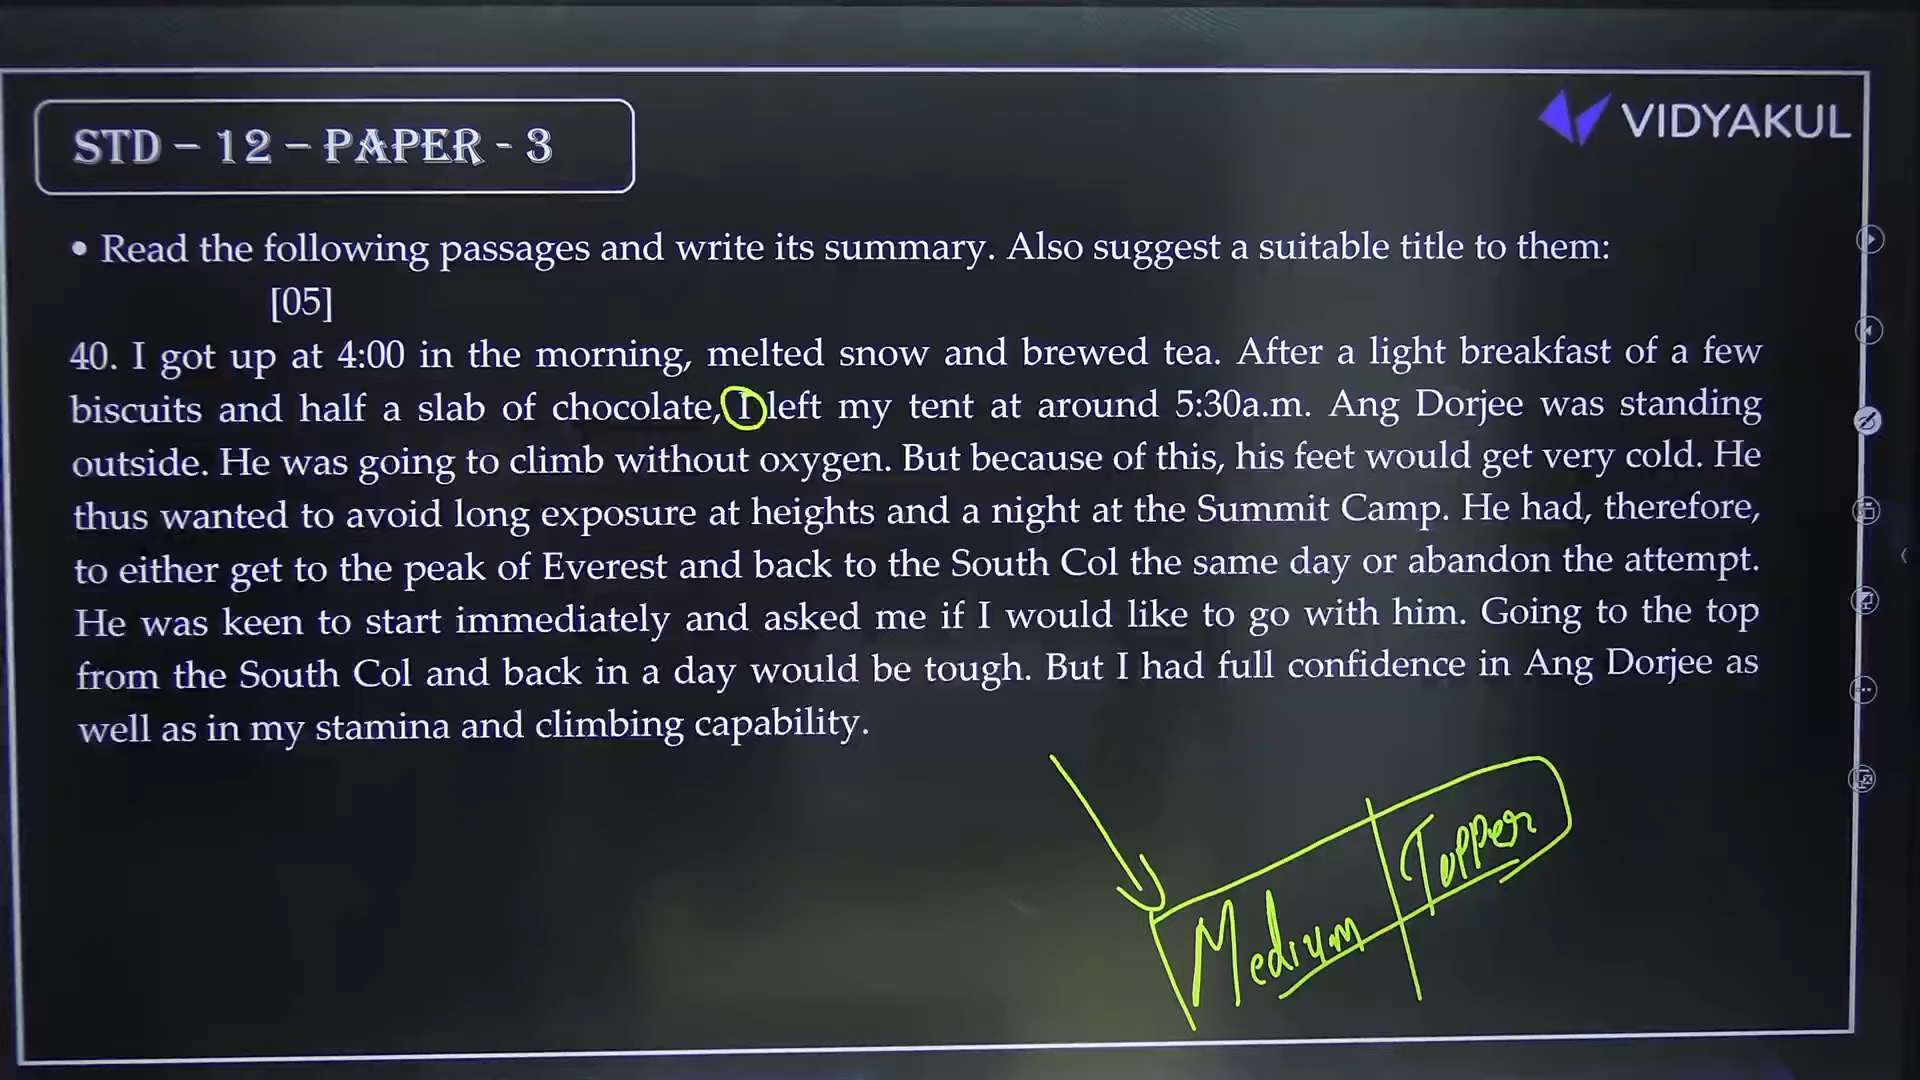 STD – 12 – PAPER - 3
VIDYAKUL
• Read the following passages and write its summary. Also suggest a suitable title to them:
[05]
40. I got up at 4:00 in the morning, melted snow and brewed tea. After a light breakfast of a few
biscuits and half a slab of chocolate, I left my tent at around 5:30a.m. Ang Dorjee was standing
outside. He was going to climb without oxygen. But because of this, his feet would get very cold. He
thus wanted to avoid long exposure at heights and a night at the Summit Camp. He had, therefore,
to either get to the peak of Everest and back to the South Col the same day or abandon the attempt.
He was keen to start immediately and asked me if I would like to go with him. Going to the top
from the South Col and back in a day would be tough. But I had full confidence in Ang Dorjee as
well as in my stamina and climbing capability.
Medium Topper